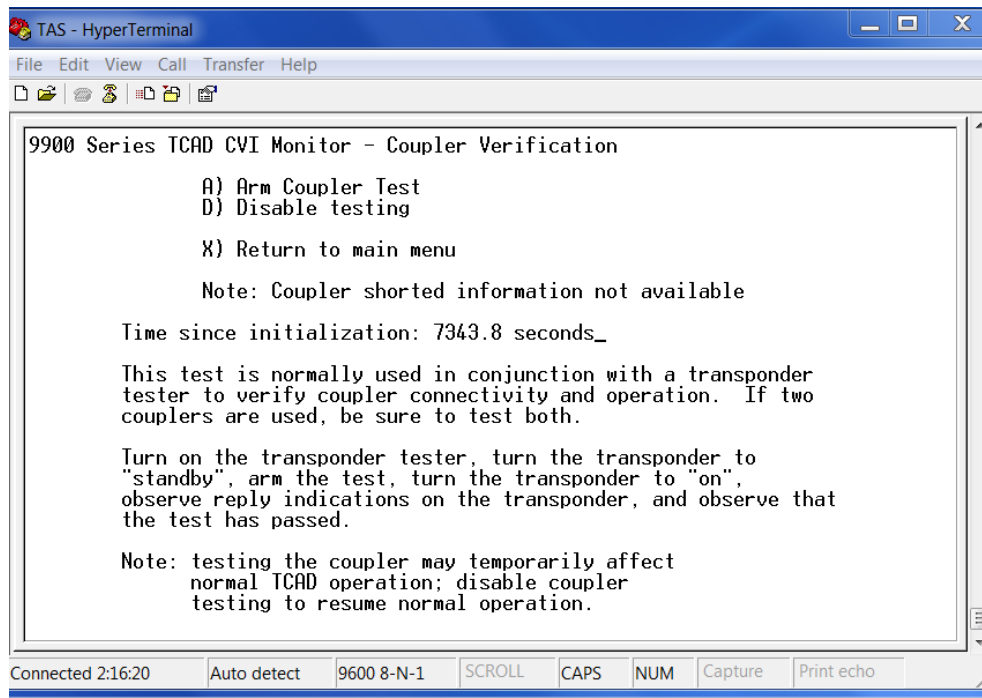 TAS - HyperTerminal
File Edit View Call Transfer Help
9900 Series TCAD CVI Monitor - Coupler Verification
A) Arm Coupler Test
D) Disable testing
X) Return to main menu
Note: Coupler shorted information not available
Time since initialization: 7343.8 seconds_
This test is normally used in conjunction with a transponder
tester to verify coupler connectivity and operation. If two
couplers are used, be sure to test both.
Turn on the transponder tester, turn the transponder to
"standby", arm the test, turn the transponder to "on",
observe reply indications on the transponder, and observe that
the test has passed.
Note: testing the coupler may temporarily affect
normal TCAD operation; disable coupler
testing to resume normal operation.
Connected 2:16:20 Auto detect 9600 8-N-1 SCROLL CAPS NUM Capture Print echo